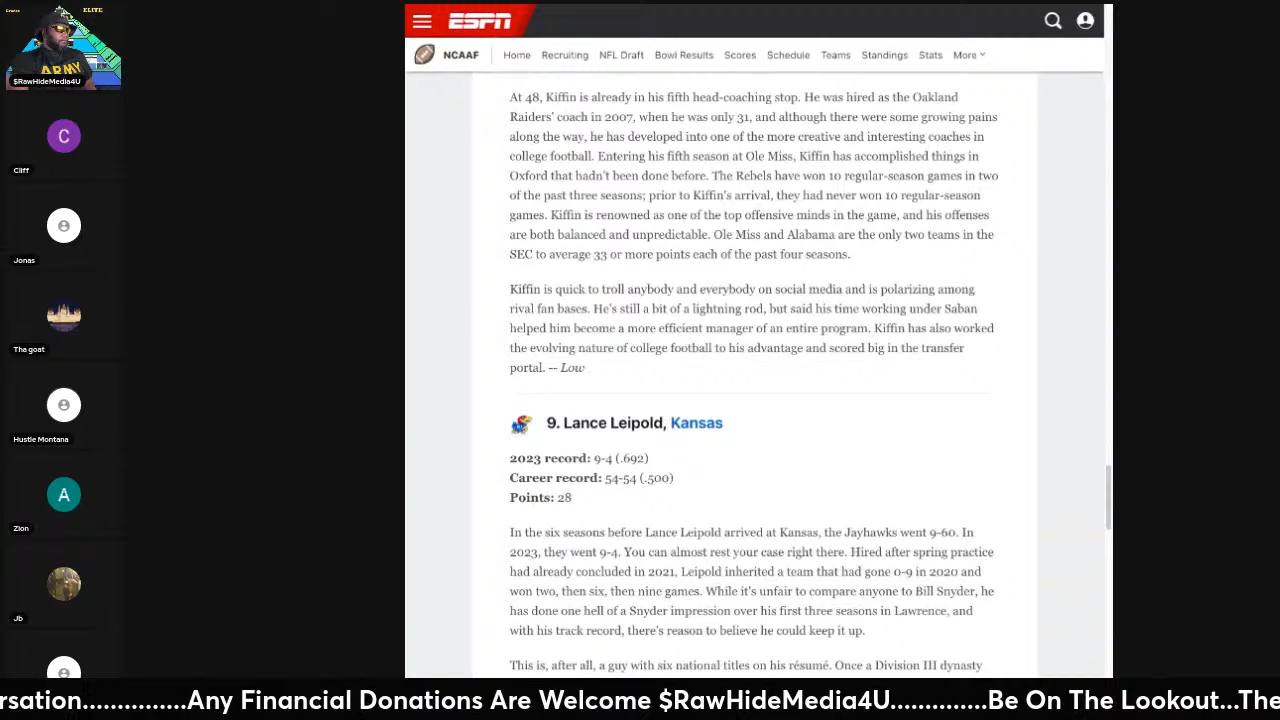 ELITE
ARMY
$RawHideMedia4U
C
Cliff
Jonas
Tha goat
Hustle Montana
A
Zion
Jb
ESPN
NCAAF
Home Recruiting NFL Draft Bowl Results Scores Schedule Teams Standings Stats More
At 48, Kiffin is already in his fifth head-coaching stop. He was hired as the Oakland
Raiders' coach in 2007, when he was only 31, and although there were some growing pains
along the way, he has developed into one of the more creative and interesting coaches in
college football. Entering his fifth season at Ole Miss, Kiffin has accomplished things in
Oxford that hadn't been done before. The Rebels have won 10 regular-season games in two
of the past three seasons; prior to Kiffin's arrival, they had never won 10 regular-season
games. Kiffin is renowned as one of the top offensive minds in the game, and his offenses
are both balanced and unpredictable. Ole Miss and Alabama are the only two teams in the
SEC to average 33 or more points each of the past four seasons.
Kiffin is quick to troll anybody and everybody on social media and is polarizing among
rival fan bases. He's still a bit of a lightning rod, but said his time working under Saban
helped him become a more efficient manager of an entire program. Kiffin has also worked
the evolving nature of college football to his advantage and scored big in the transfer
portal. -- Low
9. Lance Leipold, Kansas
2023 record: 9-4 (.692)
Career record: 54-54 (.500)
Points: 28
In the six seasons before Lance Leipold arrived at Kansas, the Jayhawks went 9-60. In
2023, they went 9-4. You can almost rest your case right there. Hired after spring practice
had already concluded in 2021, Leipold inherited a team that had gone 0-9 in 2020 and
won two, then six, then nine games. While it's unfair to compare anyone to Bill Snyder, he
has done one hell of a Snyder impression over his first three seasons in Lawrence, and
with his track record, there's reason to believe he could keep it up.
This is, after all, a guy with six national titles on his résumé. Once a Division III dynasty
rsation...............Any Financial Donations Are Welcome $RawHideMedia4U..............Be On The Lookout...The